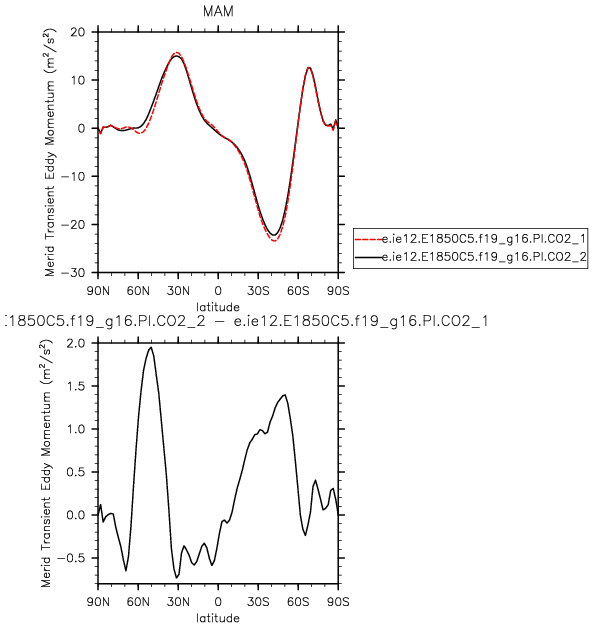 MAM
Merid Transient Eddy Momentum (m²/s²)
20
10
0
-10
-20
-30
90N 60N 30N 0 30S 60S 90S
latitude
e.ie12.E1850C5.f19_g16.PI.CO2_1
e.ie12.E1850C5.f19_g16.PI.CO2_2
:1850C5.f19_g16.PI.CO2_2 - e.ie12.E1850C5.f19_g16.PI.CO2_1
Merid Transient Eddy Momentum (m²/s²)
2.0
1.5
1.0
0.5
0.0
-0.5
90N 60N 30N 0 30S 60S 90S
latitude